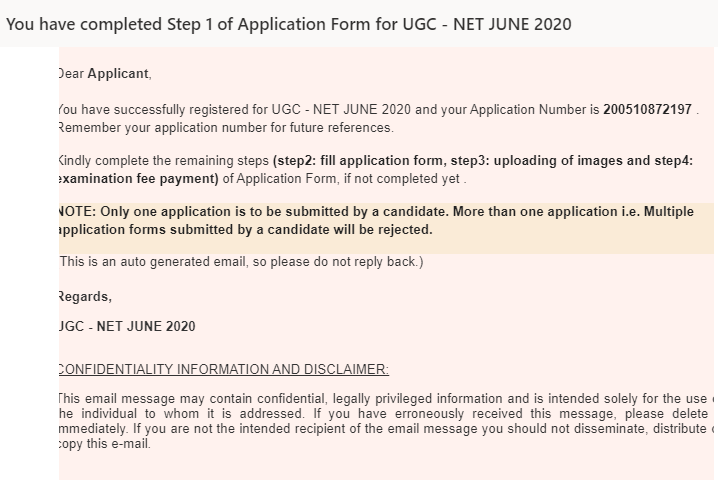 You have completed Step 1 of Application Form for UGC - NET JUNE 2020
Dear Applicant,
You have successfully registered for UGC - NET JUNE 2020 and your Application Number is 200510872197 .
Remember your application number for future references.
Kindly complete the remaining steps (step2: fill application form, step3: uploading of images and step4:
examination fee payment) of Application Form, if not completed yet .
NOTE: Only one application is to be submitted by a candidate. More than one application i.e. Multiple
application forms submitted by a candidate will be rejected.
(This is an auto generated email, so please do not reply back.)
Regards,
UGC - NET JUNE 2020
CONFIDENTIALITY INFORMATION AND DISCLAIMER:
This email message may contain confidential, legally privileged information and is intended solely for the use
the individual to whom it is addressed. If you have erroneously received this message, please delete
immediately. If you are not the intended recipient of the email message you should not disseminate, distribute
copy this e-mail.